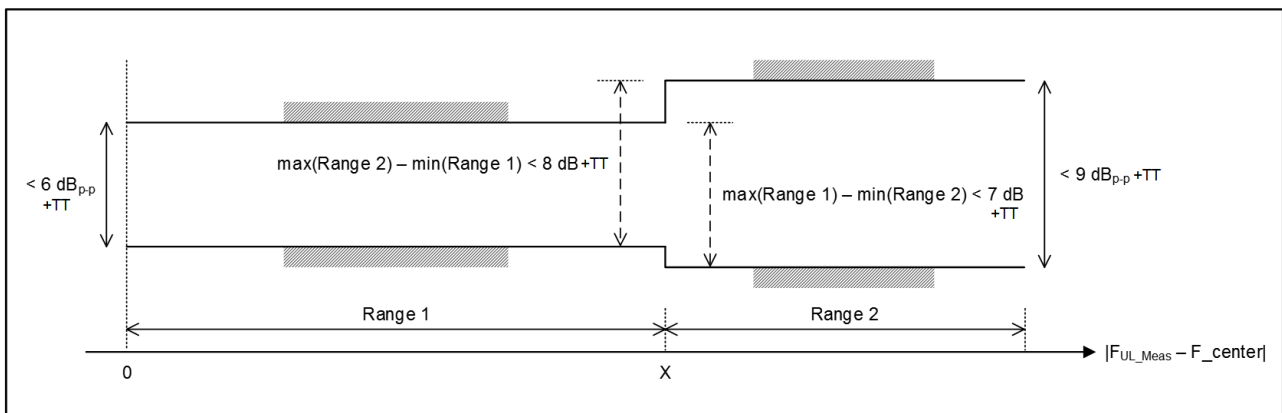 max(Range 2) – min(Range 1) < 8 dB +TT
< 6 dBp-p
+TT
max(Range 1) – min(Range 2) < 7 dB
+TT
< 9 dBp-p +TT
Range 1
Range 2
|FUL_Meas – F_center|
0
X